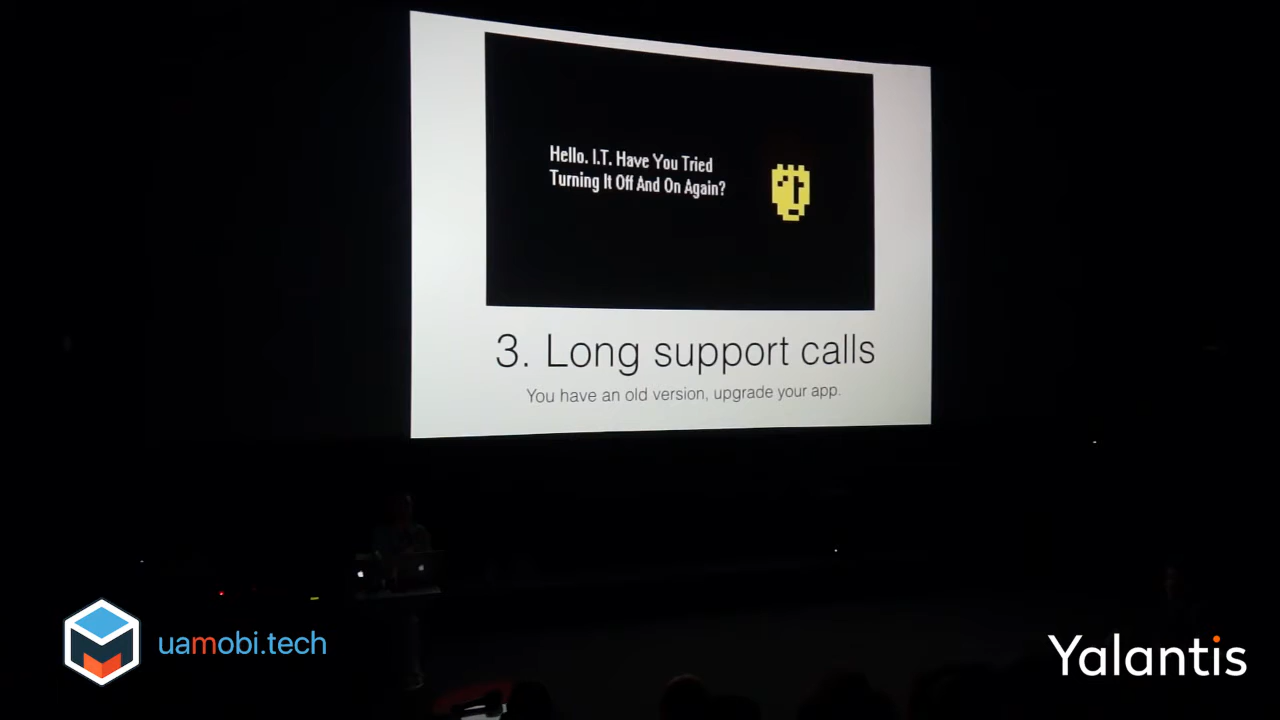 Hello. I.T. Have You Tried
Turning It Off And On Again?
3. Long support calls
You have an old version, upgrade your app.
uamobi.tech
Yalantis